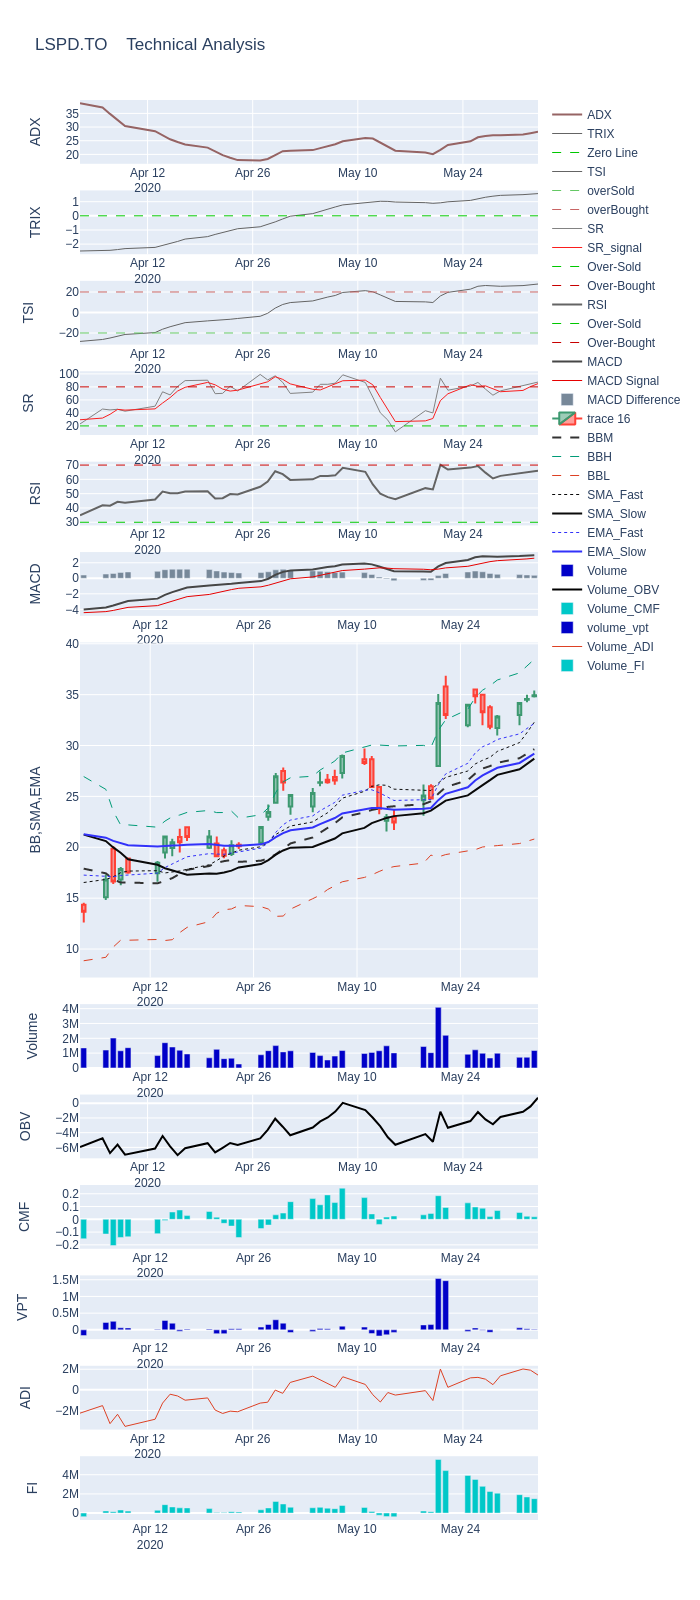 LSPD.TO    Technical Analysis
ADX
35
30
25
20
Apr 12
2020
Apr 26
May 10
May 24
TRIX
1
0
−1
−2
Apr 12
2020
Apr 26
May 10
May 24
TSI
20
0
−20
Apr 12
2020
Apr 26
May 10
May 24
SR
100
80
60
40
20
Apr 12
2020
Apr 26
May 10
May 24
RSI
70
60
50
40
30
Apr 12
2020
Apr 26
May 10
May 24
MACD
2
0
−2
−4
Apr 12
2020
Apr 26
May 10
May 24
BB,SMA,EMA
40
35
30
25
20
15
10
Apr 12
2020
Apr 26
May 10
May 24
Volume
4M
3M
2M
1M
0
Apr 12
2020
Apr 26
May 10
May 24
OBV
0
−2M
−4M
−6M
Apr 12
2020
Apr 26
May 10
May 24
CMF
0.2
0.1
0
−0.1
−0.2
Apr 12
2020
Apr 26
May 10
May 24
VPT
1.5M
1M
0.5M
0
Apr 12
2020
Apr 26
May 10
May 24
ADI
2M
0
−2M
Apr 12
2020
Apr 26
May 10
May 24
FI
4M
2M
0
Apr 12
2020
Apr 26
May 10
May 24
ADX
TRIX
Zero Line
TSI
overSold
overBought
SR
SR_signal
Over-Sold
Over-Bought
RSI
Over-Sold
Over-Bought
MACD
MACD Signal
MACD Difference
trace 16
BBM
BBH
BBL
SMA_Fast
SMA_Slow
EMA_Fast
EMA_Slow
Volume
Volume_OBV
Volume_CMF
volume_vpt
Volume_ADI
Volume_FI